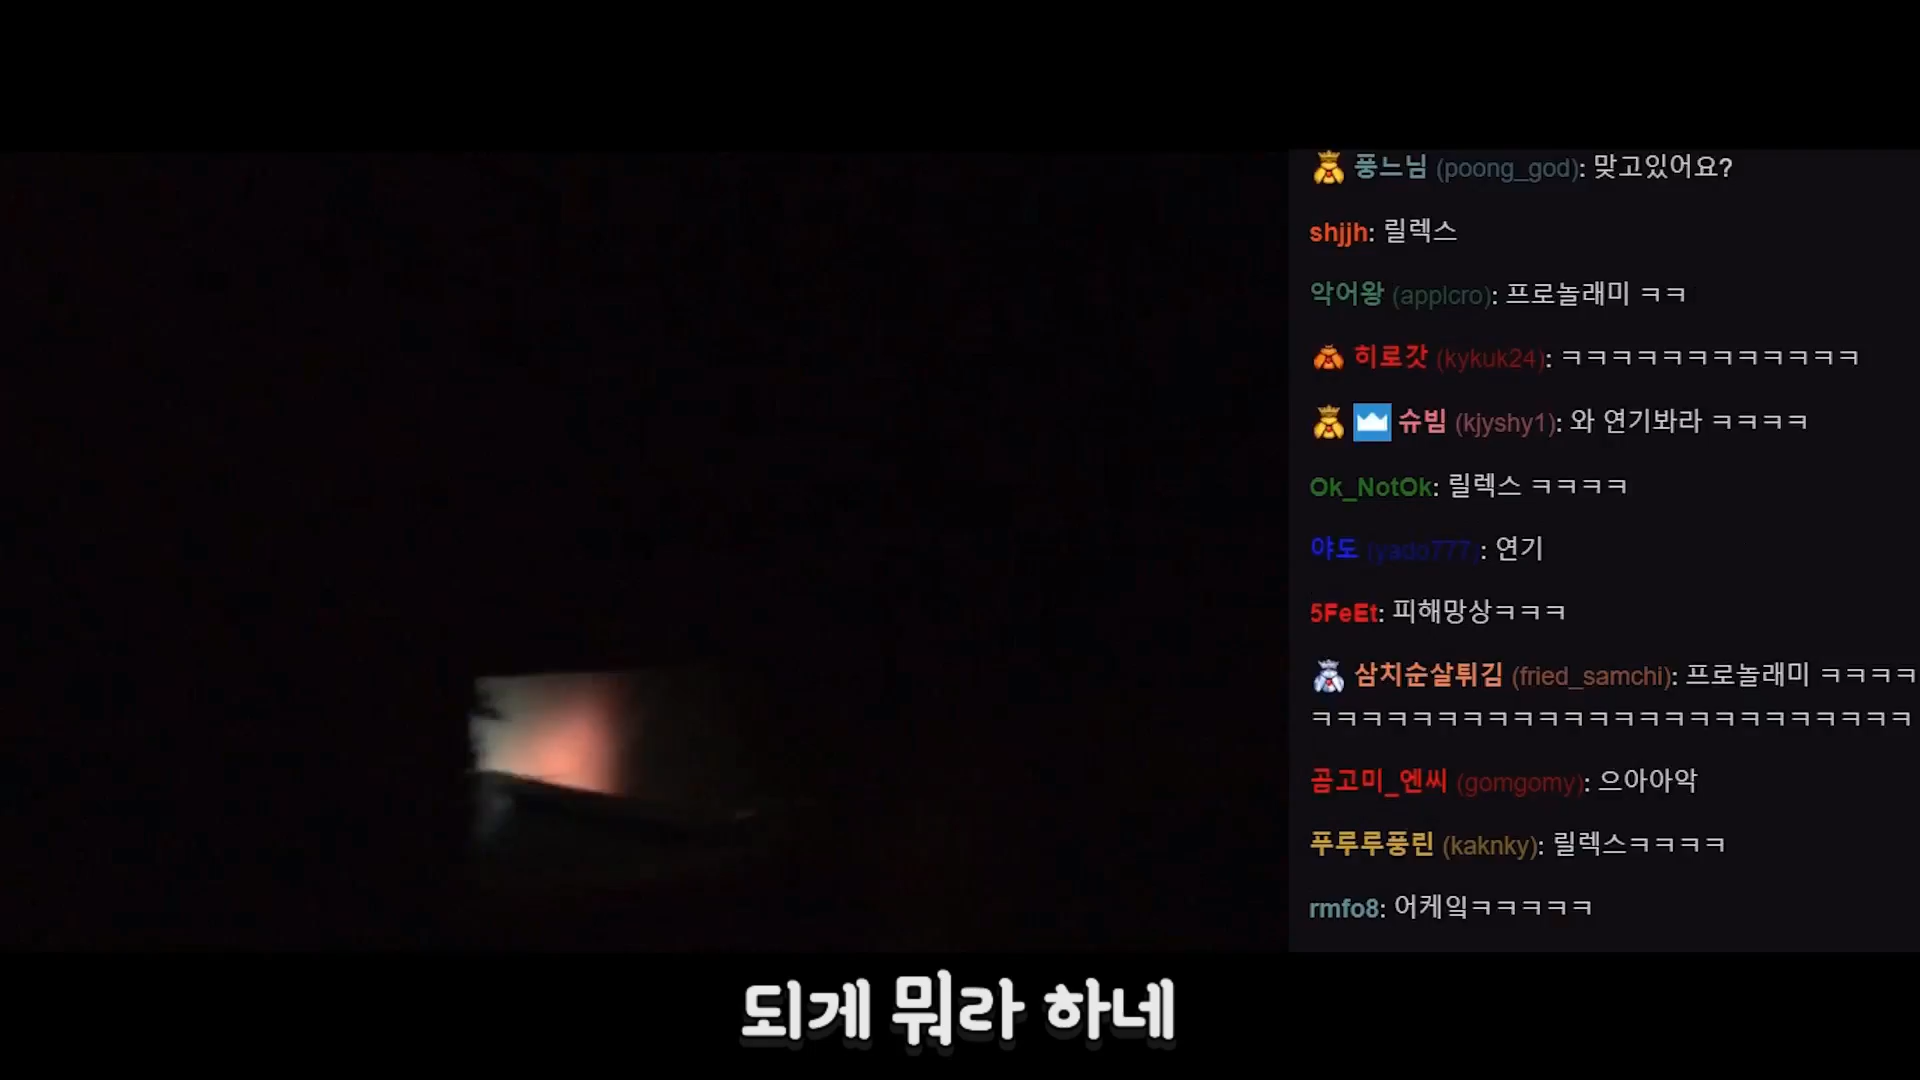 풍느님 (poong_god): 맞고있어요?
shjjh: 릴렉스
악어왕 (applcro): 프로놀래미 ㅋㅋ
히로갓 (kykuk24): ㅋㅋㅋㅋㅋㅋㅋㅋㅋㅋㅋㅋ
슈빔 (kjyshy1): 와 연기봐라 ㅋㅋㅋㅋ
Ok_NotOk: 릴렉스 ㅋㅋㅋㅋ
야도 (yado777): 연기
5FeEt: 피해망상ㅋㅋㅋ
삼치순살튀김 (fried_samchi): 프로놀래미 ㅋㅋㅋㅋ
ㅋㅋㅋㅋㅋㅋㅋㅋㅋㅋㅋㅋㅋㅋㅋㅋㅋㅋㅋㅋㅋㅋㅋㅋ
곰고미_엔씨 (gomgomy): 으아아악
푸루루풍린 (kaknky): 릴렉스ㅋㅋㅋㅋ
rmfo8: 어케잌ㅋㅋㅋㅋㅋ
되게 뭐라 하네